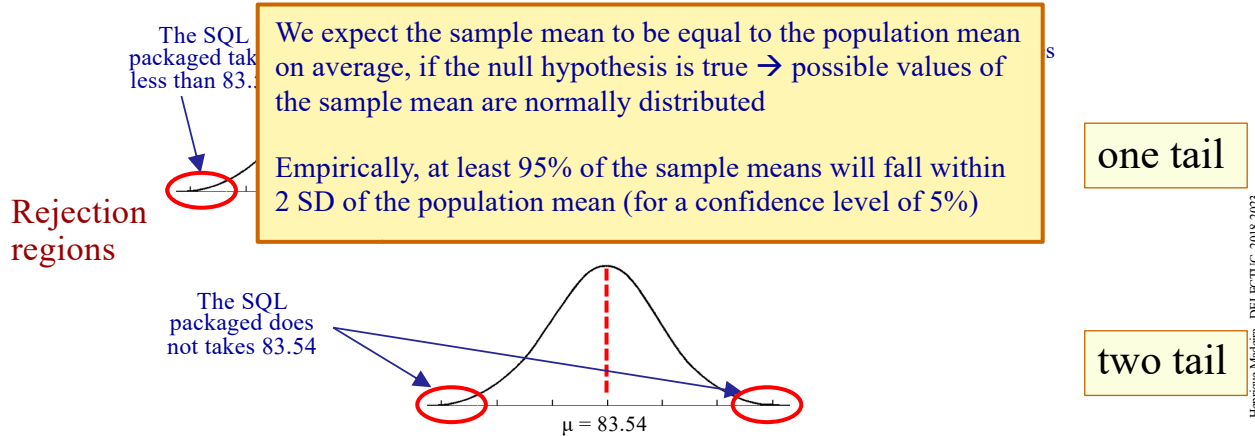 The SQL
packaged
less than
We expect the sample mean to be equal to the population mean
on average, if the null hypothesis is true → possible values of
the sample mean are normally distributed
Empirically, at least 95% of the sample means will fall within
2 SD of the population mean (for a confidence level of 5%)
one tail
Rejection
regions
The SQL
packaged does
not takes 83.54
two tail
μ = 83.54
2018-2023